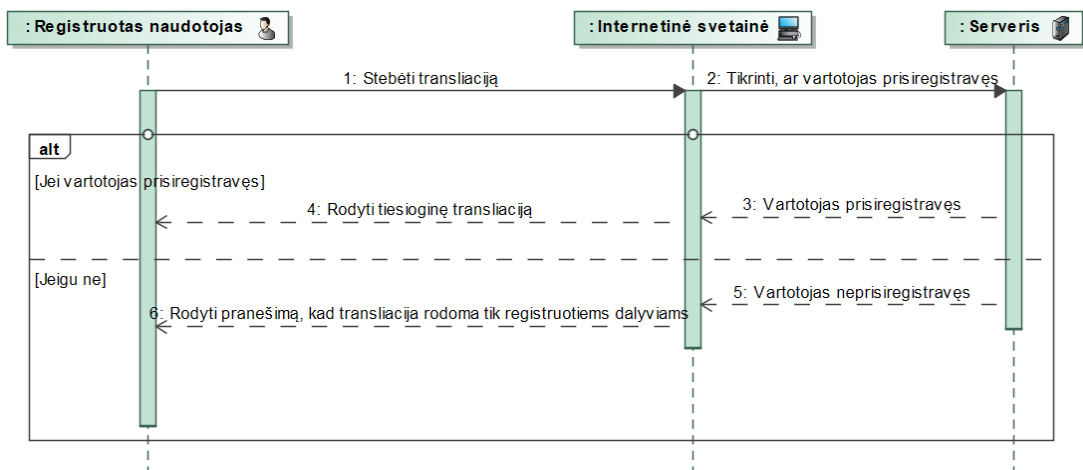 : Registruotas naudotojas
: Internetinė svetainė
: Serveris
1: Stebėti transliaciją
2: Tikrinti, ar vartotojas prisiregistravęs
alt
[Jei vartotojas prisiregistravęs]
3: Vartotojas prisiregistravęs
4: Rodyti tiesioginę transliaciją
[Jeigu ne]
5: Vartotojas neprisiregistravęs
6: Rodyti pranešimą, kad transliacija rodoma tik registruotiems dalyviams